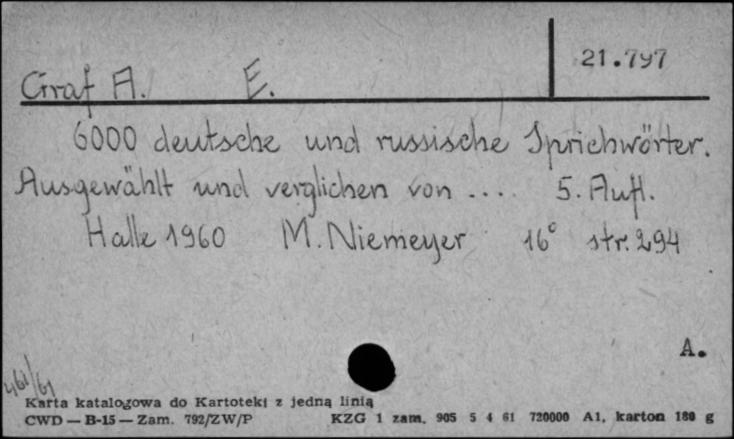 21.797
Graf A. E.
6000 deutsche und russische Sprichwörter.
Ausgewählt und verglichen von .... 5. Aufl.
Halle 1960 M. Niemeyer 16° str. 294
A.
461/61
Karta katalogowa do Kartoteki z jedną linią
CWD — B-15 — Zam. 792/ZW/P KZG 1 zam. 905 5 4 61 720000 A1, karton 180 g